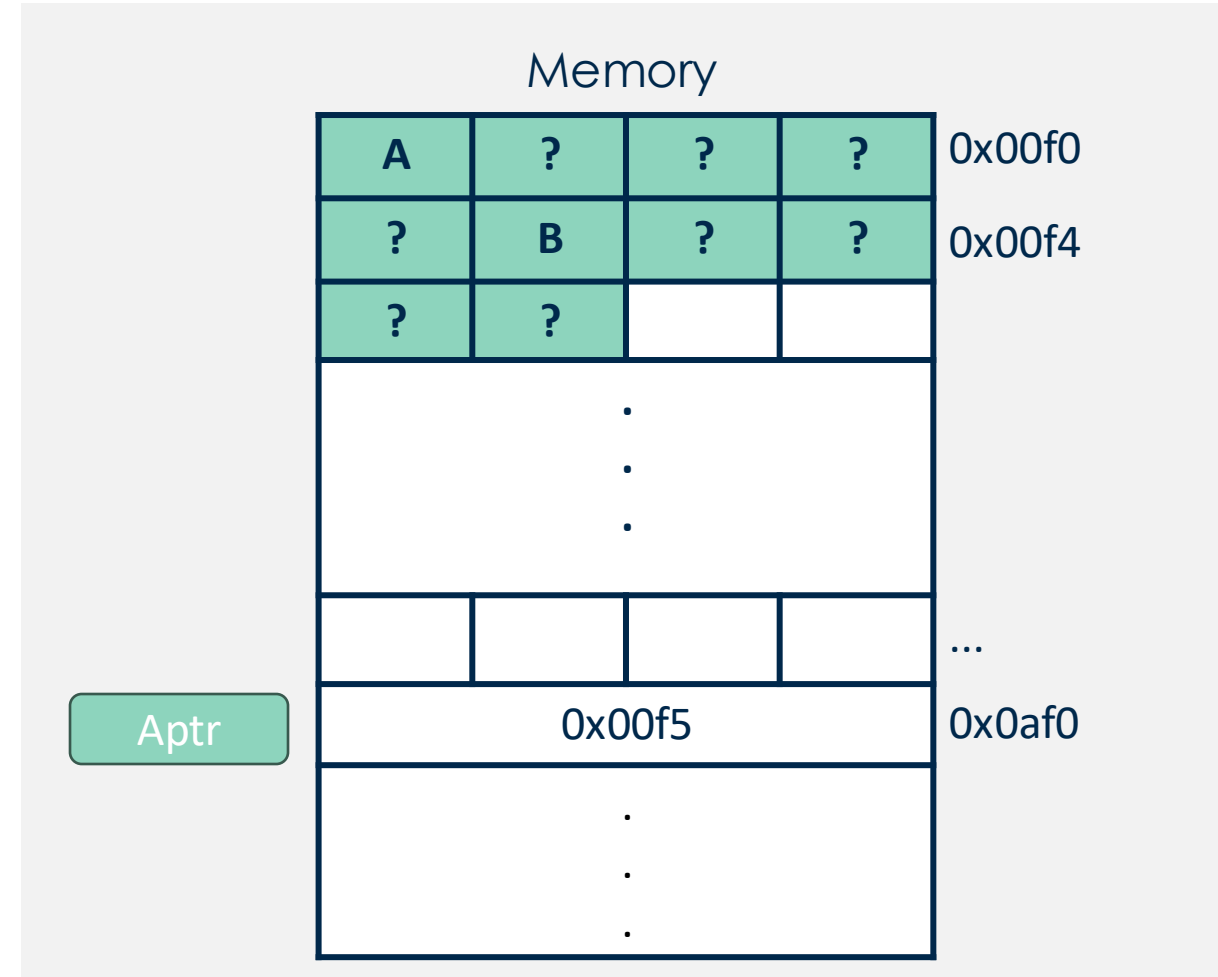 Memory
A ? ? ? 0x00f0
? B ? ? 0x00f4
? ?
.
.
.
...
Aptr 0x00f5 0x0af0
.
.
.